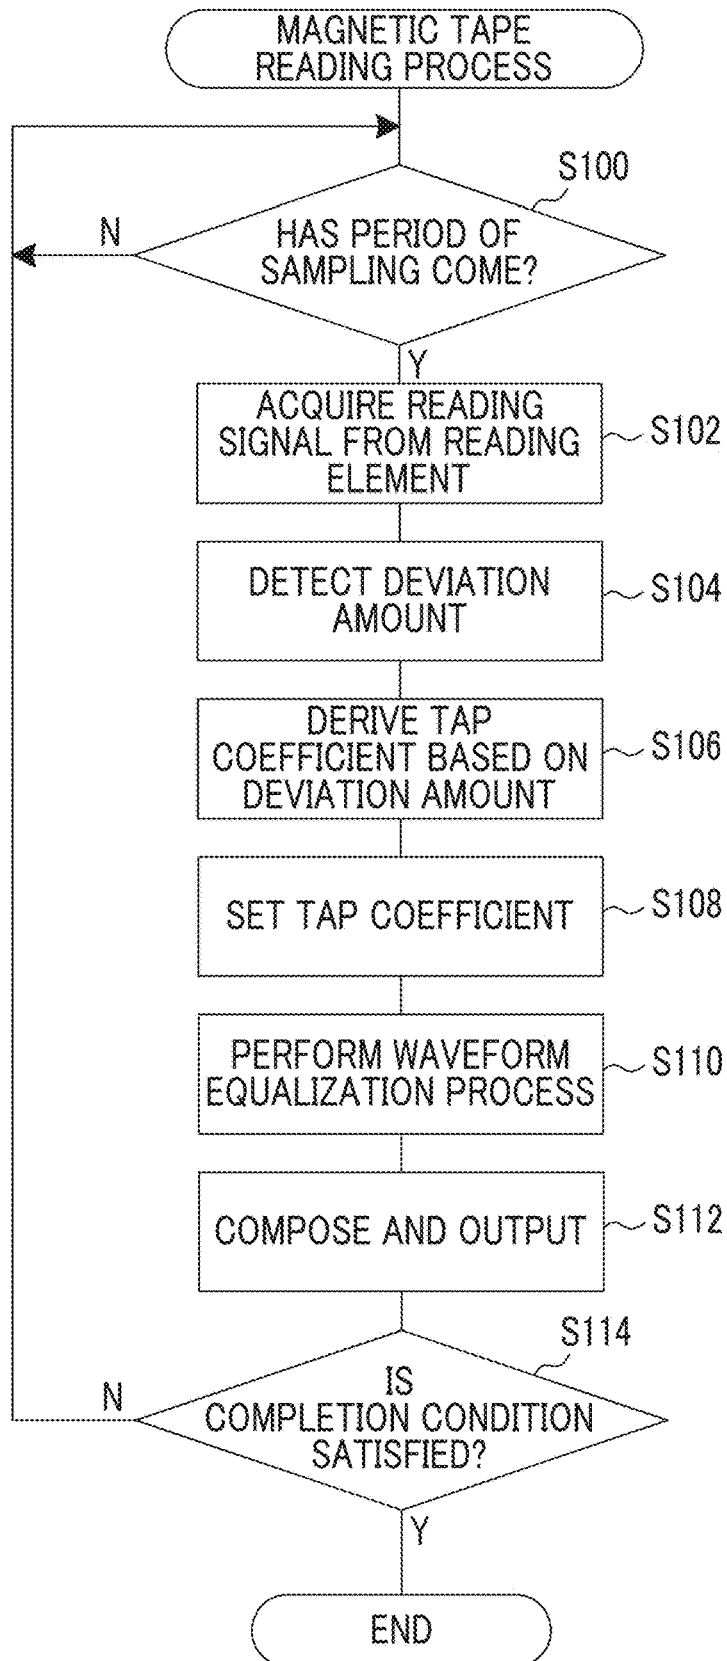 MAGNETIC TAPE
READING PROCESS
S100
N
HAS PERIOD OF
SAMPLING COME?
Y
ACQUIRE READING
SIGNAL FROM READING
ELEMENT
S102
DETECT DEVIATION
AMOUNT
S104
DERIVE TAP
COEFFICIENT BASED ON
DEVIATION AMOUNT
S106
SET TAP COEFFICIENT
S108
PERFORM WAVEFORM
EQUALIZATION PROCESS
S110
COMPOSE AND OUTPUT
S112
S114
N
IS
COMPLETION CONDITION
SATISFIED?
Y
END